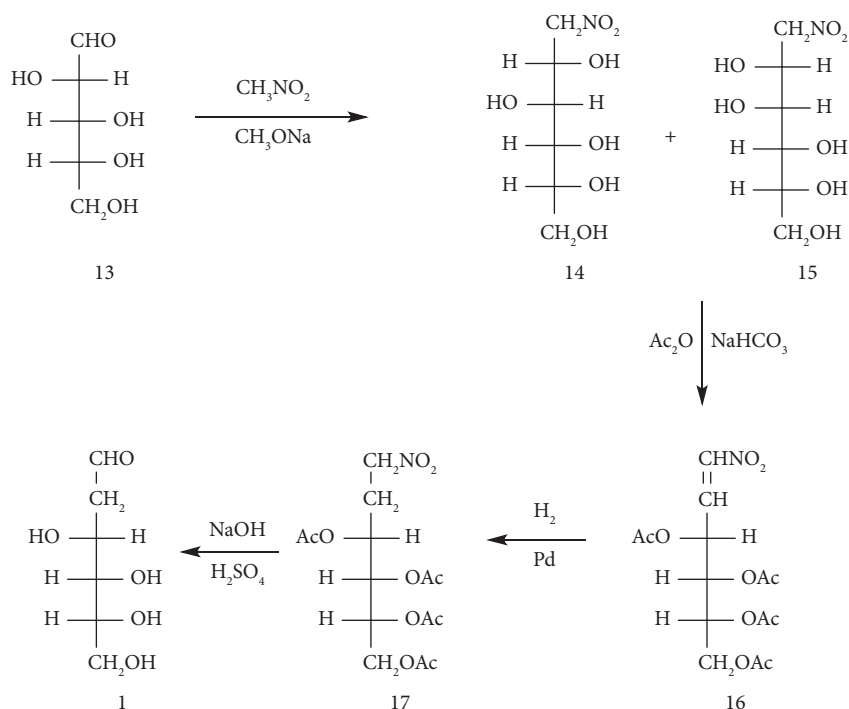 CHO
HO H
H OH
H OH
CH₂OH
13
CH₃NO₂
CH₃ONa
CH₂NO₂
H OH
HO H
H OH
H OH
CH₂OH
14
+
CH₂NO₂
HO H
HO H
H OH
H OH
CH₂OH
15
Ac₂O NaHCO₃
CHO
CH₂
HO H
H OH
H OH
CH₂OH
1
NaOH
H₂SO₄
CH₂NO₂
CH₂
AcO H
H OAc
H OAc
CH₂OAc
17
H₂
Pd
CHNO₂
CH
AcO H
H OAc
H OAc
CH₂OAc
16